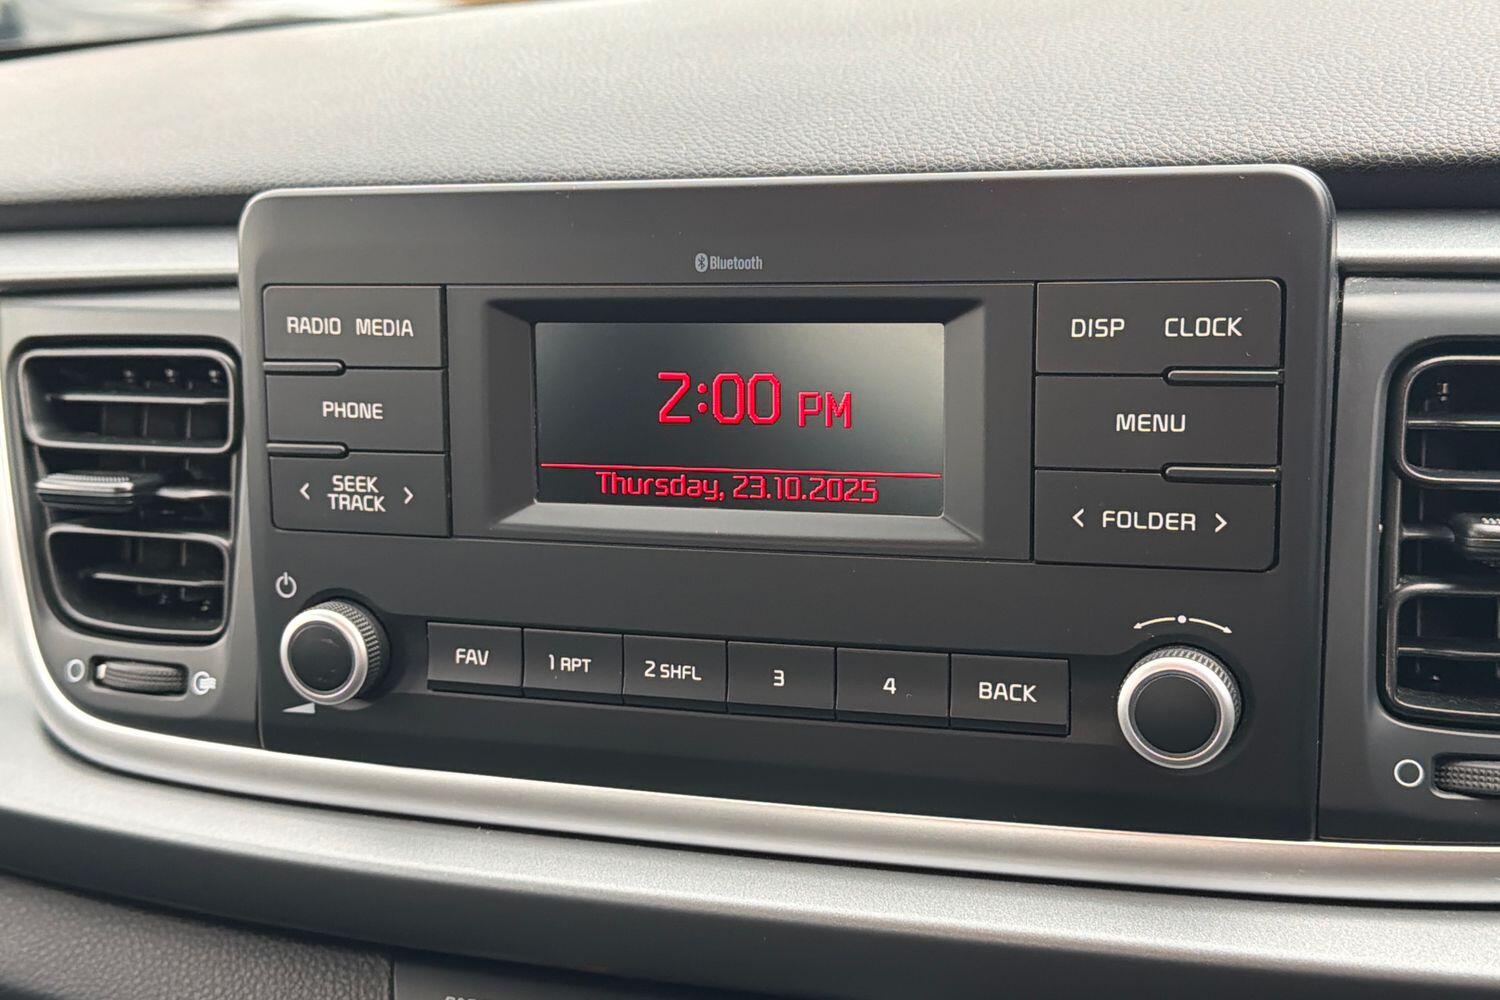 Bluetooth
RADIO MEDIA
PHONE
< SEEK TRACK >
2:00 PM
Thursday, 23.10.2025
DISP CLOCK
MENU
< FOLDER >
FAV
1 RPT
2 SHFL
3
4
BACK